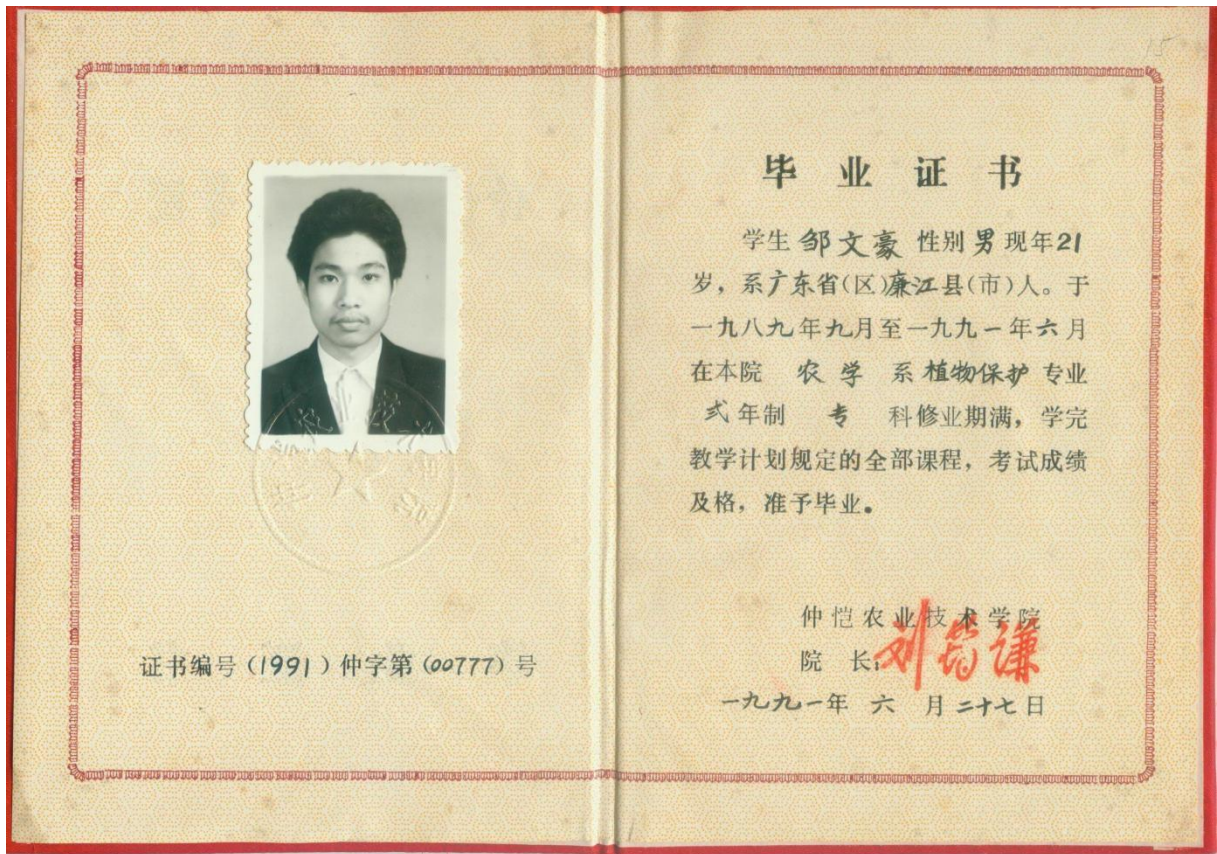 证书编号(1991)仲字第(00777)号
15
毕业证书
学生邹文豪性别男现年21
岁，系广东省(区)廉江县(市)人。于
一九八九年九月至一九九一年六月
在本院 农学 系植物保护专业
弍年制 专 科修业期满，学完
教学计划规定的全部课程，考试成绩
及格，准予毕业。
仲恺农业技术学院
院 长：刘筠谦
一九九一年 六 月二十七日